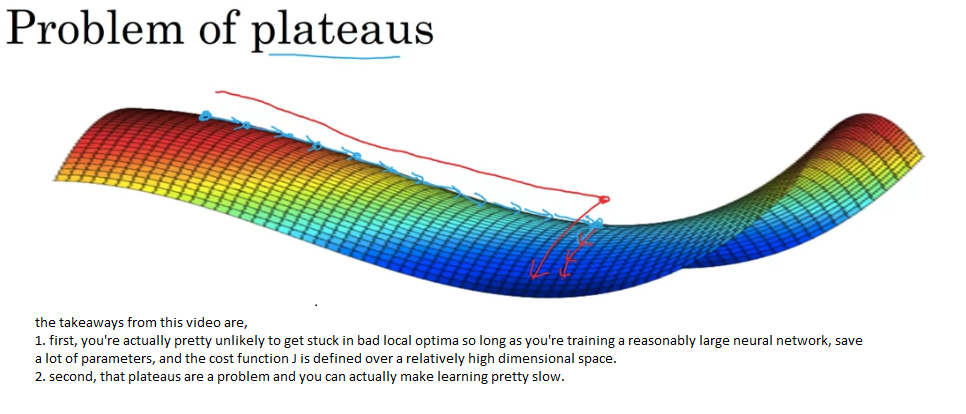 Problem of plateaus
the takeaways from this video are,
1. first, you're actually pretty unlikely to get stuck in bad local optima so long as you're training a reasonably large neural network, save
a lot of parameters, and the cost function J is defined over a relatively high dimensional space.
2. second, that plateaus are a problem and you can actually make learning pretty slow.